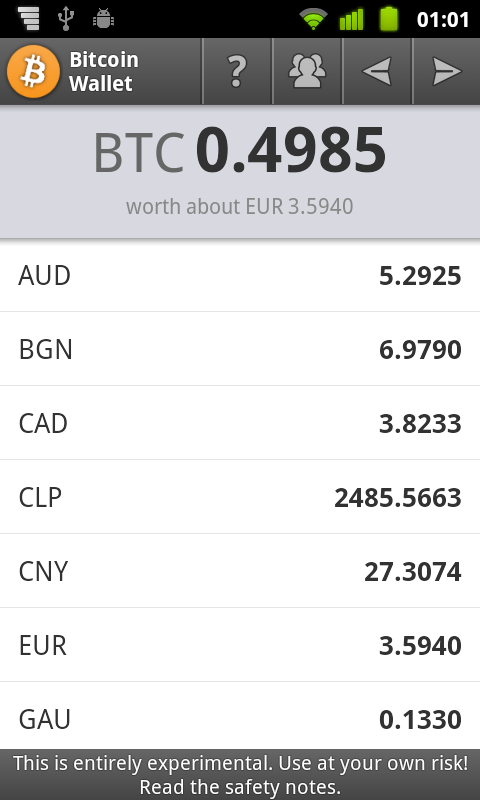 01:01
Bitcoin
Wallet
?
BTC 0.4985
worth about EUR 3.5940
AUD 5.2925
BGN 6.9790
CAD 3.8233
CLP 2485.5663
CNY 27.3074
EUR 3.5940
GAU 0.1330
This is entirely experimental. Use at your own risk!
Read the safety notes.